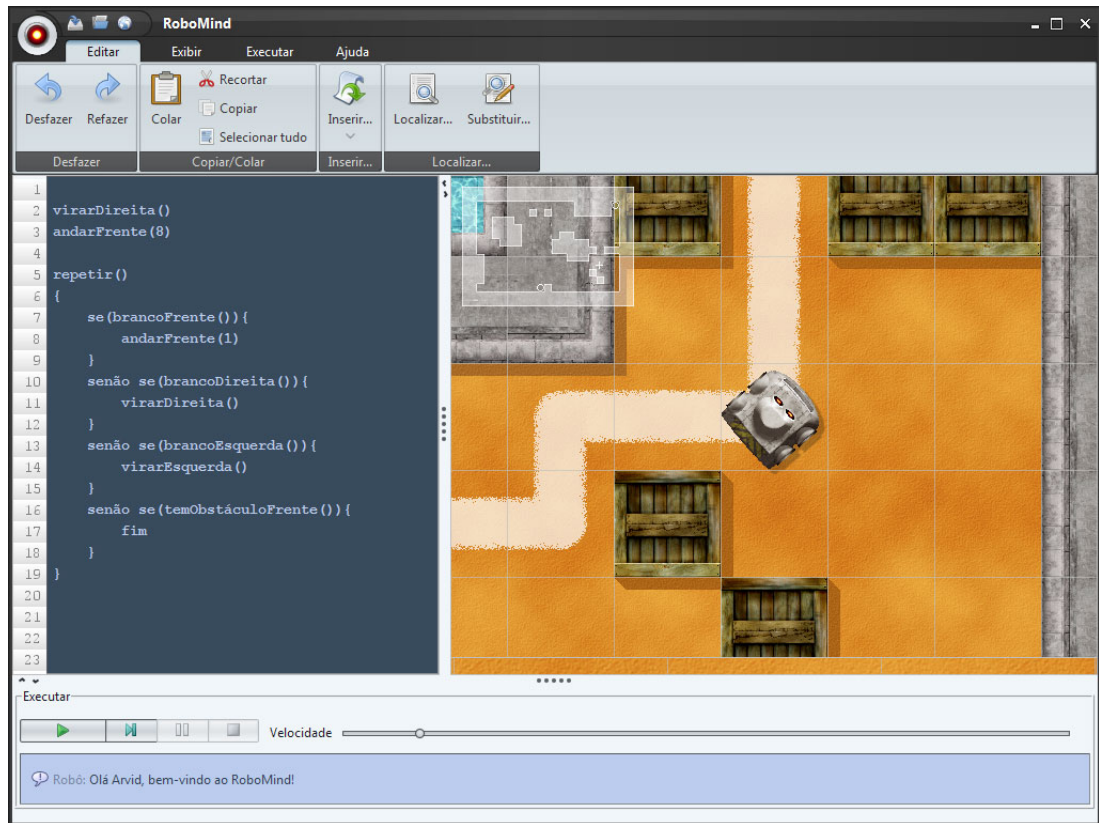 RoboMind
Editar Exibir Executar Ajuda
Desfazer Refazer Colar Recortar Copiar Selecionar tudo Inserir... Localizar... Substituir...
Desfazer Copiar/Colar Inserir... Localizar...
1
2 virarDireita()
3 andarFrente(8)
4
5 repetir()
6 {
7 se(brancoFrente()){
8 andarFrente(1)
9 }
10 senão se(brancoDireita()){
11 virarDireita()
12 }
13 senão se(brancoEsquerda()){
14 virarEsquerda()
15 }
16 senão se(temObstáculoFrente()){
17 fim
18 }
19 }
20
21
22
23
Executar
Velocidade
Robó: Olá Arvid, bem-vindo ao RoboMind!